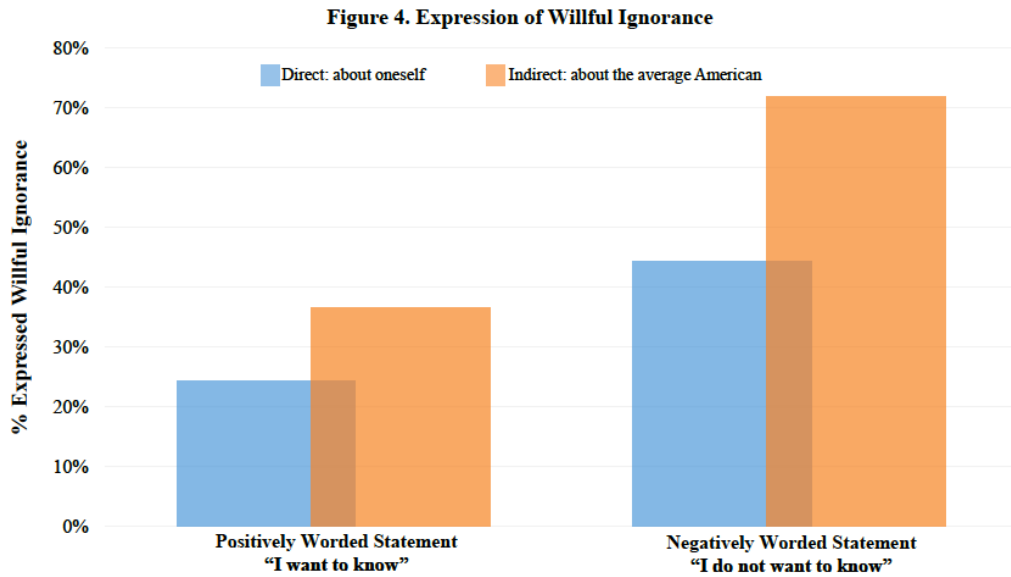 Figure 4. Expression of Willful Ignorance
80%
Direct: about oneself
Indirect: about the average American
70%
60%
50%
40%
30%
20%
10%
0%
% Expressed Willful Ignorance
Positively Worded Statement
“I want to know”
Negatively Worded Statement
“I do not want to know”